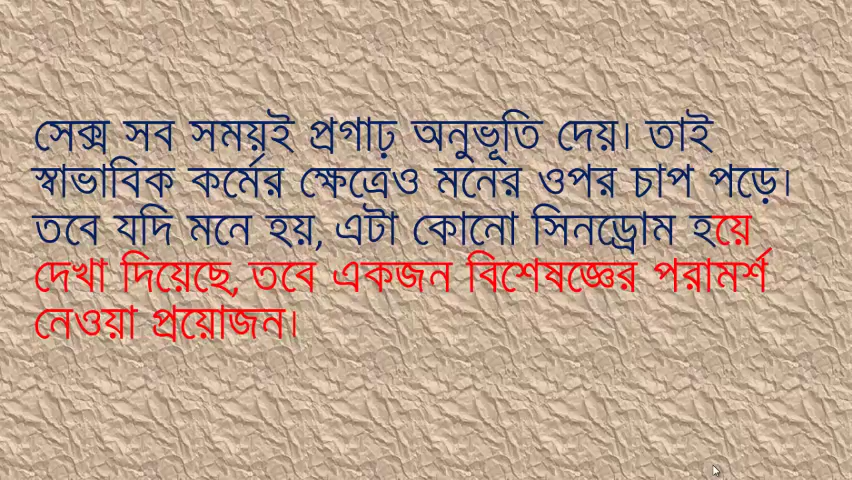 সেক্স সব সময়ই প্রগাঢ় অনুভূতি দেয়। তাই
স্বাভাবিক কর্মের ক্ষেত্রেও মনের ওপর চাপ পড়ে।
তবে যদি মনে হয়, এটা কোনো সিনড্রোম হয়ে
দেখা দিয়েছে, তবে একজন বিশেষজ্ঞের পরামর্শ
নেওয়া প্রয়োজন।